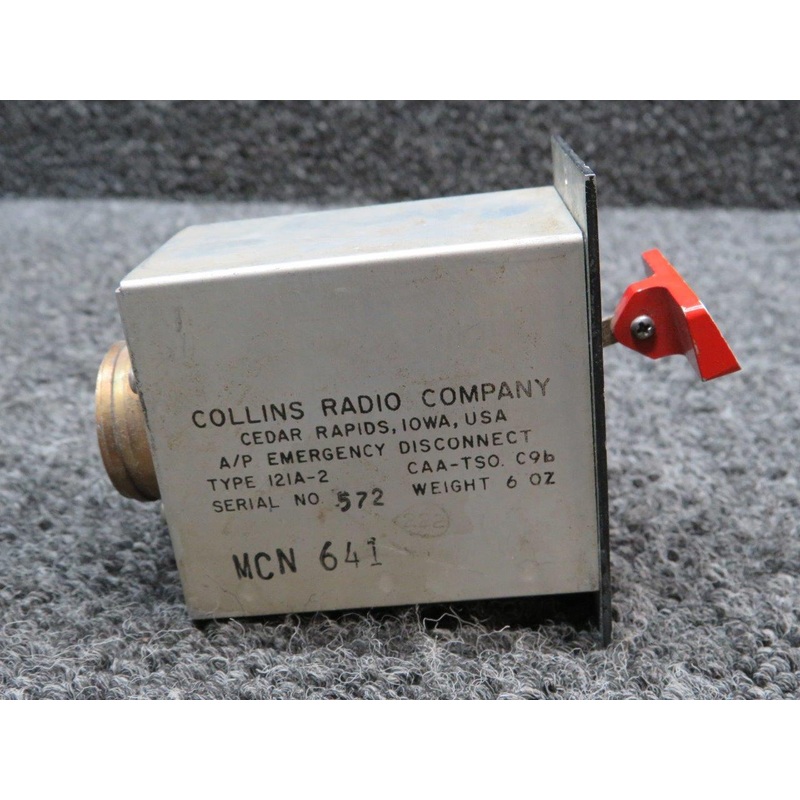 COLLINS RADIO COMPANY
CEDAR RAPIDS, IOWA, USA
A/P EMERGENCY DISCONNECT
TYPE 121A-2 CAA-TSO. C9b
SERIAL NO 572 WEIGHT 6 OZ
MCN 641